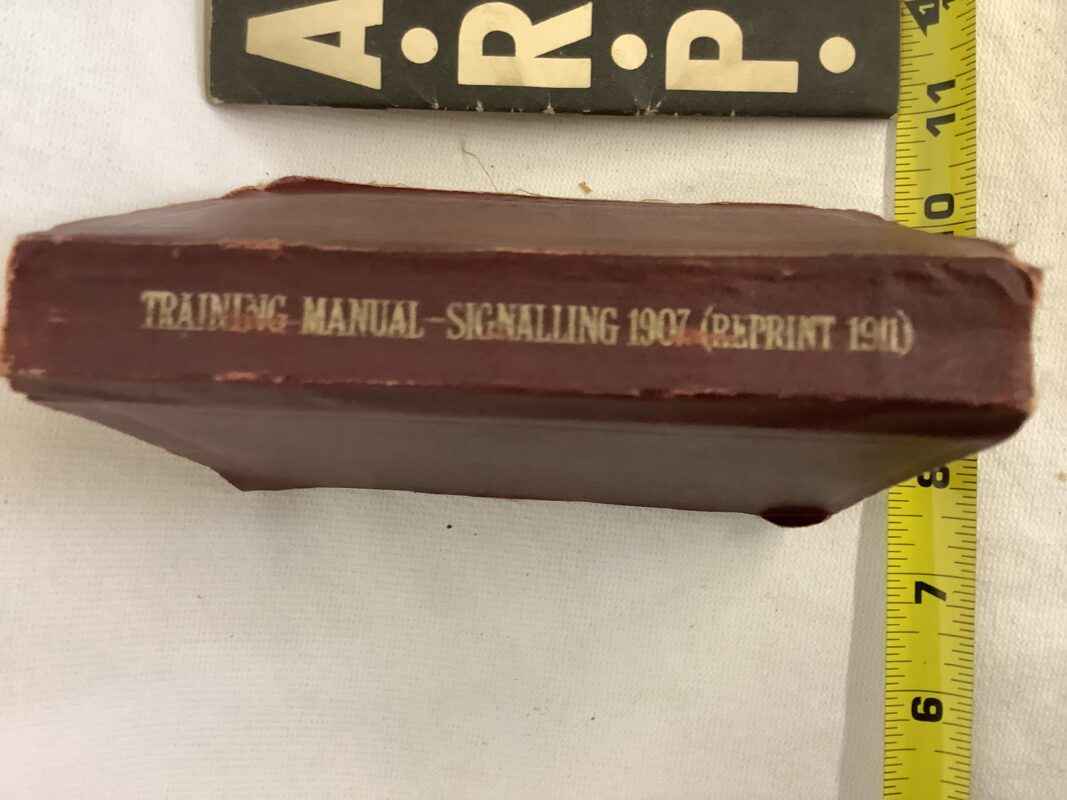 A.R.P.
TRAINING MANUAL-SIGNALLING 1907 (REPRINT 1911)
11
10
8
7
6